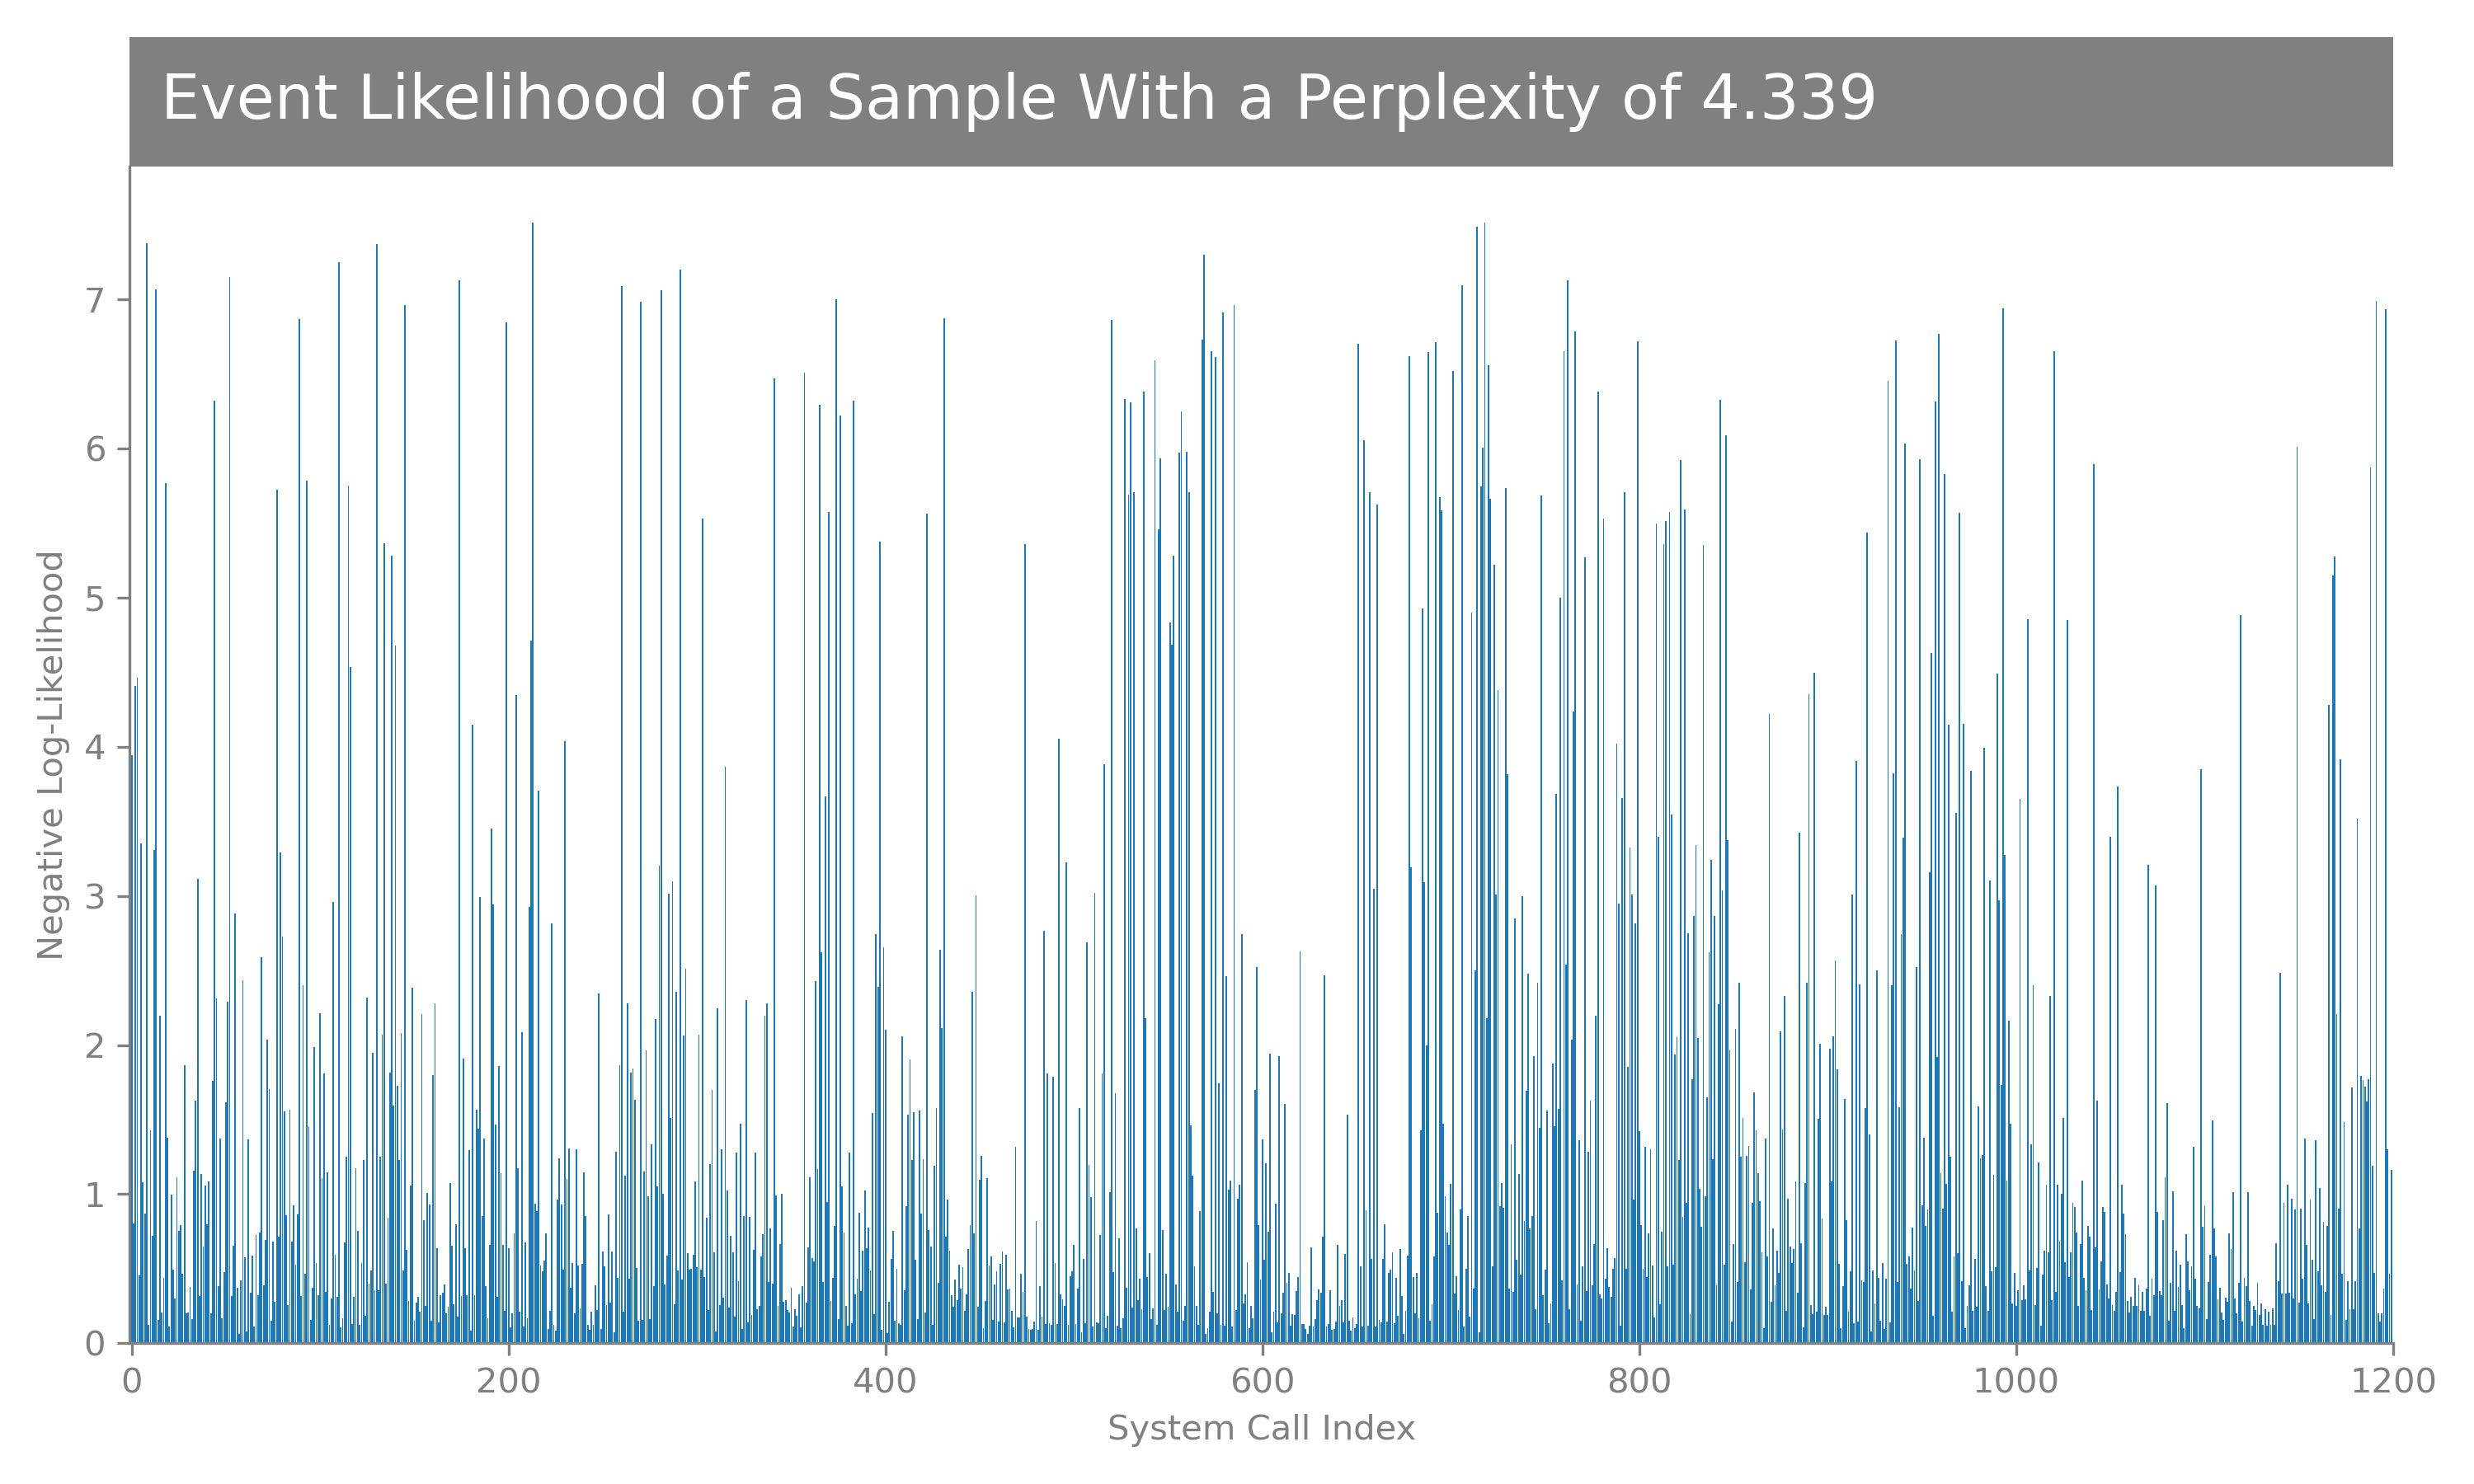 Event Likelihood of a Sample With a Perplexity of 4.339
Negative Log-Likelihood
7
6
5
4
3
2
1
0
0 200 400 600 800 1000 1200
System Call Index